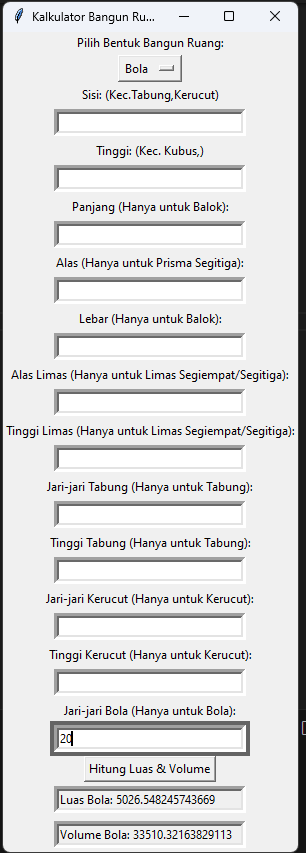 Kalkulator Bangun Ru...
Pilih Bentuk Bangun Ruang:
Bola
Sisi: (Kec.Tabung,Kerucut)
Tinggi: (Kec. Kubus,)
Panjang (Hanya untuk Balok):
Alas (Hanya untuk Prisma Segitiga):
Lebar (Hanya untuk Balok):
Alas Limas (Hanya untuk Limas Segiempat/Segitiga):
Tinggi Limas (Hanya untuk Limas Segiempat/Segitiga):
Jari-jari Tabung (Hanya untuk Tabung):
Tinggi Tabung (Hanya untuk Tabung):
Jari-jari Kerucut (Hanya untuk Kerucut):
Tinggi Kerucut (Hanya untuk Kerucut):
Jari-jari Bola (Hanya untuk Bola):
20
Hitung Luas & Volume
Luas Bola: 5026.548245743669
Volume Bola: 33510.32163829113